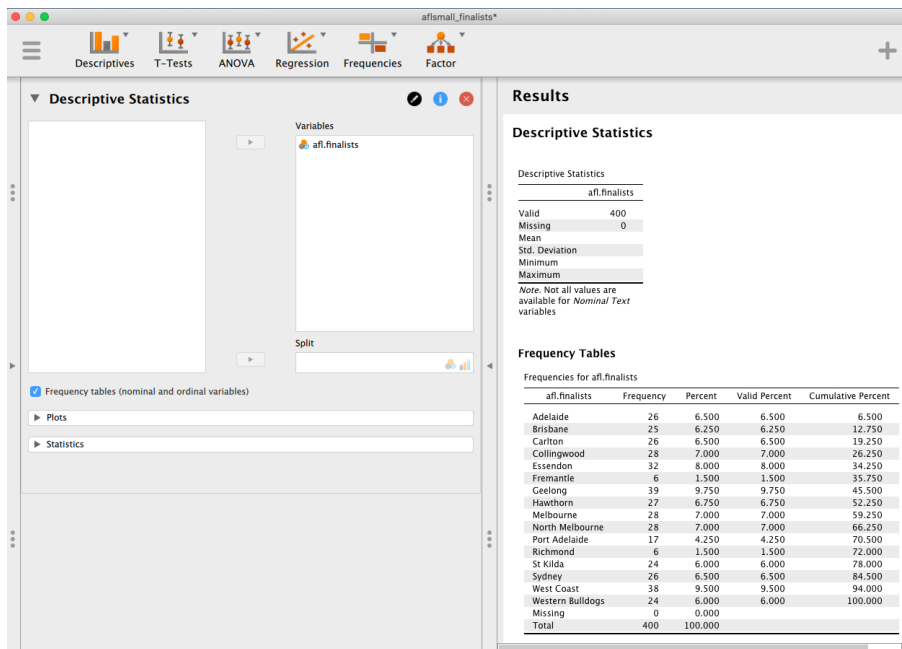 aflsmall_finalists*
Descriptives T-Tests ANOVA Regression Frequencies Factor
Descriptive Statistics
Variables
afl.finalists
Split
Frequency tables (nominal and ordinal variables)
Plots
Statistics
Results
Descriptive Statistics
Descriptive Statistics
afl.finalists
Valid 400
Missing 0
Mean
Std. Deviation
Minimum
Maximum
Note. Not all values are
available for Nominal Text
variables
Frequency Tables
Frequencies for afl.finalists
afl.finalists Frequency Percent Valid Percent Cumulative Percent
Adelaide 26 6.500 6.500 6.500
Brisbane 25 6.250 6.250 12.750
Carlton 26 6.500 6.500 19.250
Collingwood 28 7.000 7.000 26.250
Essendon 32 8.000 8.000 34.250
Fremantle 6 1.500 1.500 35.750
Geelong 39 9.750 9.750 45.500
Hawthorn 27 6.750 6.750 52.250
Melbourne 28 7.000 7.000 59.250
North Melbourne 28 7.000 7.000 66.250
Port Adelaide 17 4.250 4.250 70.500
Richmond 6 1.500 1.500 72.000
St Kilda 24 6.000 6.000 78.000
Sydney 26 6.500 6.500 84.500
West Coast 38 9.500 9.500 94.000
Western Bulldogs 24 6.000 6.000 100.000
Missing 0 0.000
Total 400 100.000